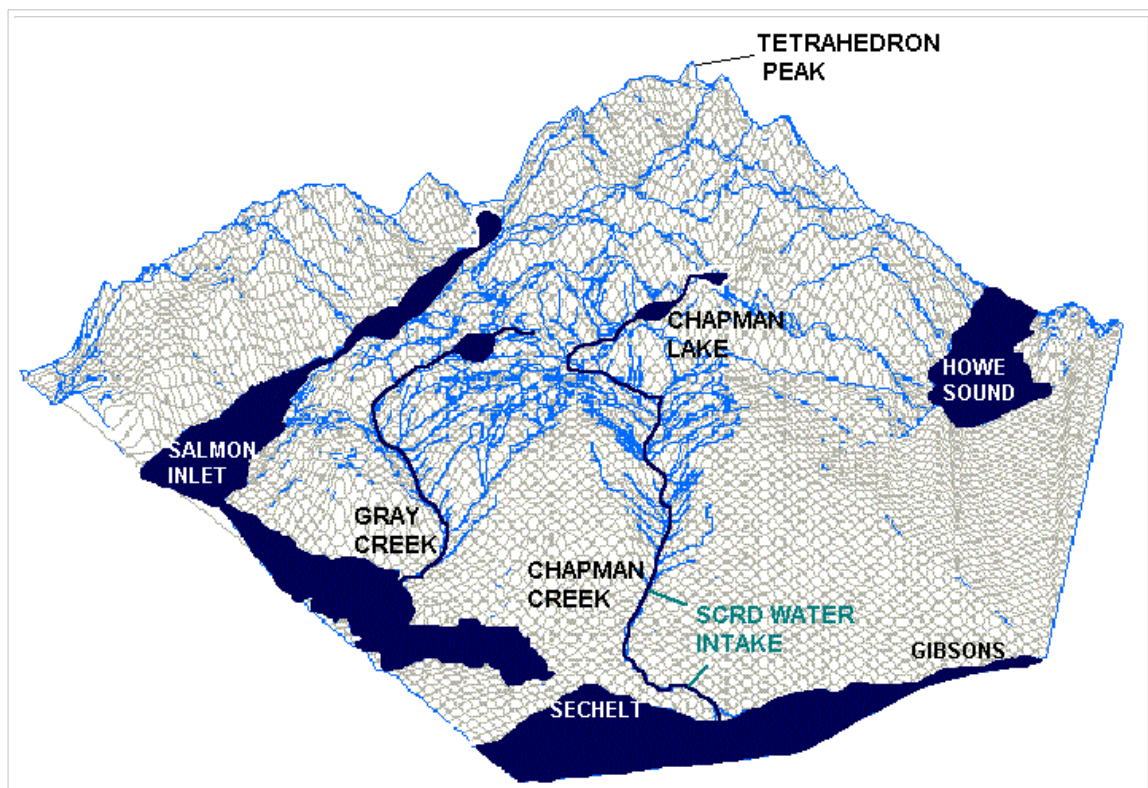 TETRAHEDRON
PEAK
CHAPMAN
LAKE
HOWE
SOUND
SALMON
INLET
GRAY
CREEK
CHAPMAN
CREEK
SCRD WATER
INTAKE
GIBSONS
SECHELT